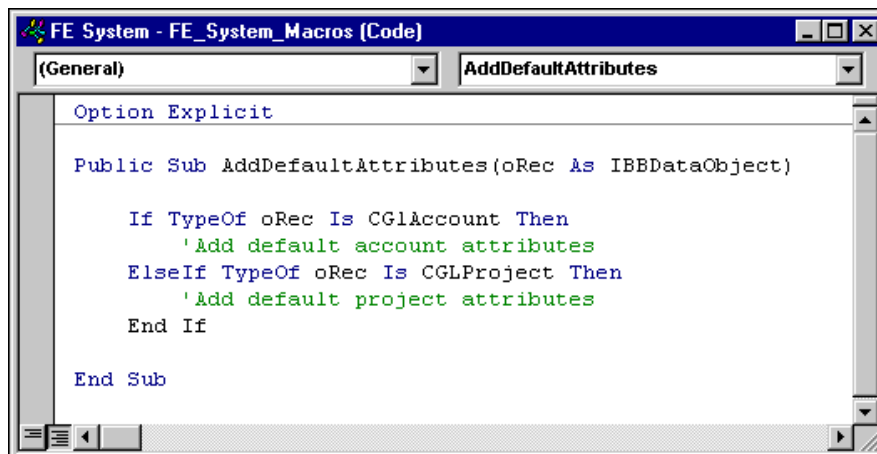 FE System - FE_System_Macros (Code)
(General) AddDefaultAttributes
Option Explicit
Public Sub AddDefaultAttributes(oRec As IBBDataObject)
If TypeOf oRec Is CGlAccount Then
'Add default account attributes
ElseIf TypeOf oRec Is CGLProject Then
'Add default project attributes
End If
End Sub